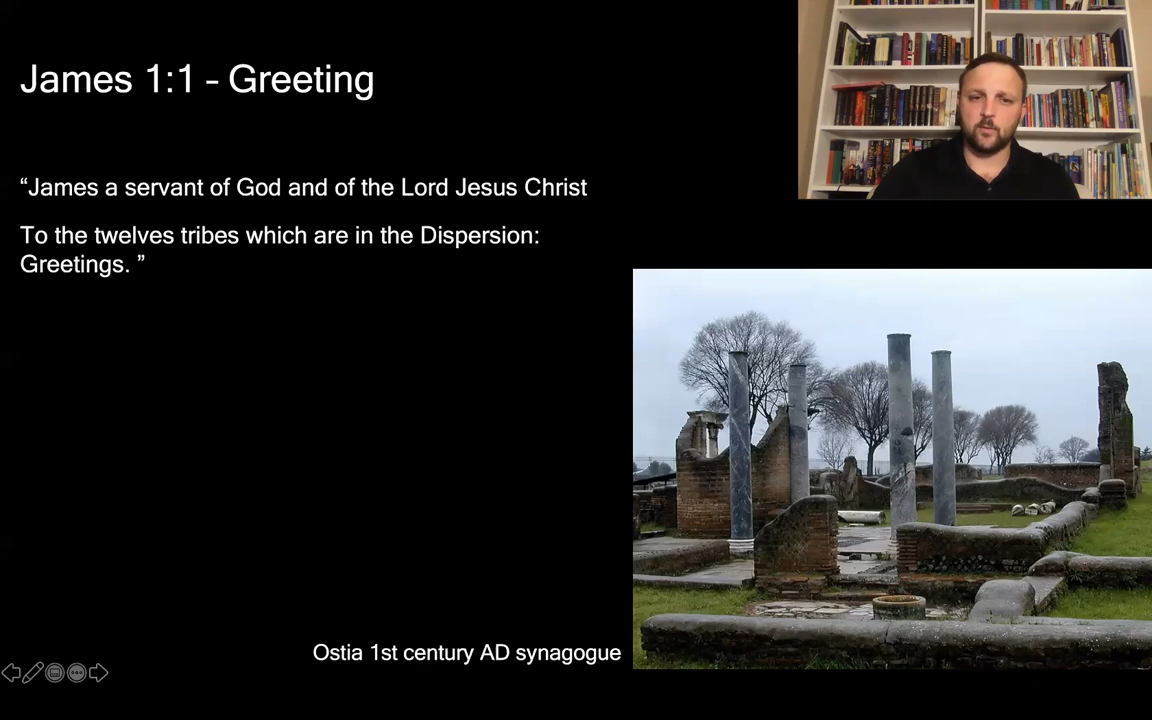 James 1:1 – Greeting
“James a servant of God and of the Lord Jesus Christ
To the twelves tribes which are in the Dispersion:
Greetings. ”
Ostia 1st century AD synagogue